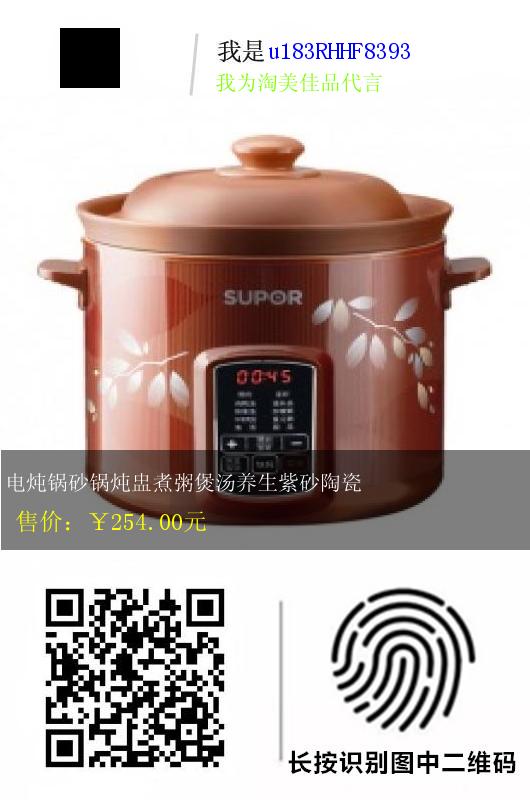 我是u183RHHF8393
我为淘美佳品代言
SUPOR
00:45
电炖锅砂锅炖盅煮粥煲汤养生紫砂陶瓷
售价：￥254.00元
长按识别图中二维码